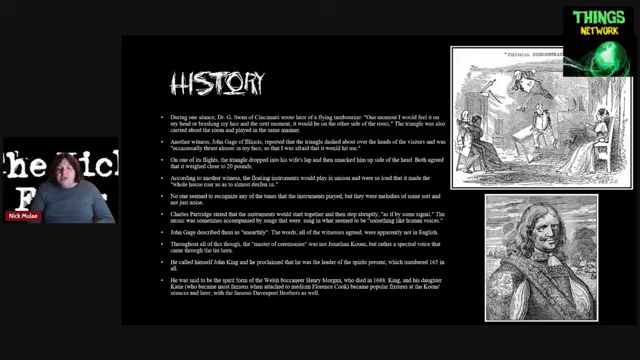 THINGS
NETWORK
"PHYSICAL DEMONSTRA
HISTORY
• During one séance, Dr. G. Swan of Cincinnati wrote later of a flying tambourine: "One moment I would feel it on
my head or brushing my hair and the next moment, it would be on the other side of the room." The triangle was also
carried about the room and played in the same manner.
• Another witness, John Gage of Illinois, reported that the triangle dashed about over the heads of the visitors and was
"occasionally thrust almost in my face, so that I was afraid that it would hit me."
• On one of its flights, the triangle dropped into his wife's lap and then smacked him up side of the head. Both agreed
that it weighed close to 20 pounds.
• According to another witness, the floating instruments would play in unison and were so loud that it made the
"whole house roar so as to almost deafen us."
• No one seemed to recognize any of the tunes that the instruments played, but they were melodies of some sort and
not just noise.
• Charles Partridge stated that the instruments would start together and then stop abruptly, "as if by some signal." The
music was sometimes accompanied by songs that were sung in what seemed to be "something like human voices."
• John Gage described them as "unearthly". The words, all of the witnesses agreed, were apparently not in English.
• Throughout all of this though, the "master of ceremonies" was not Jonathan Koons, but rather a spectral voice that
came through the tin horn.
• He called himself John King and he proclaimed that he was the leader of the spirits present, which numbered 165 in
all.
• He was said to be the spirit form of the Welsh buccaneer Henry Morgan, who died in 1688. King, and his daughter
Katie (who became most famous when attached to medium Florence Cook) became popular fixtures at the Koons'
séances and later, with the famous Davenport Brothers as well.
Nick Mulae